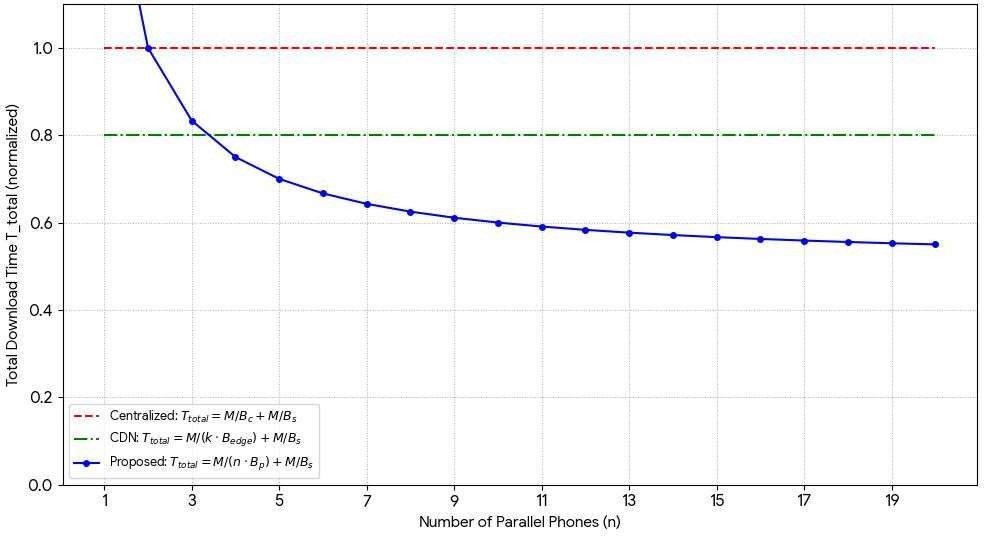 1.0
0.8
0.6
0.4
0.2
0.0
Total Download Time T_total (normalized)
Centralized: T_{total} = M/B_c + M/B_s
CDN: T_{total} = M/(k · B_{edge}) + M/B_s
Proposed: T_{total} = M/(n · B_p) + M/B_s
1 3 5 7 9 11 13 15 17 19
Number of Parallel Phones (n)